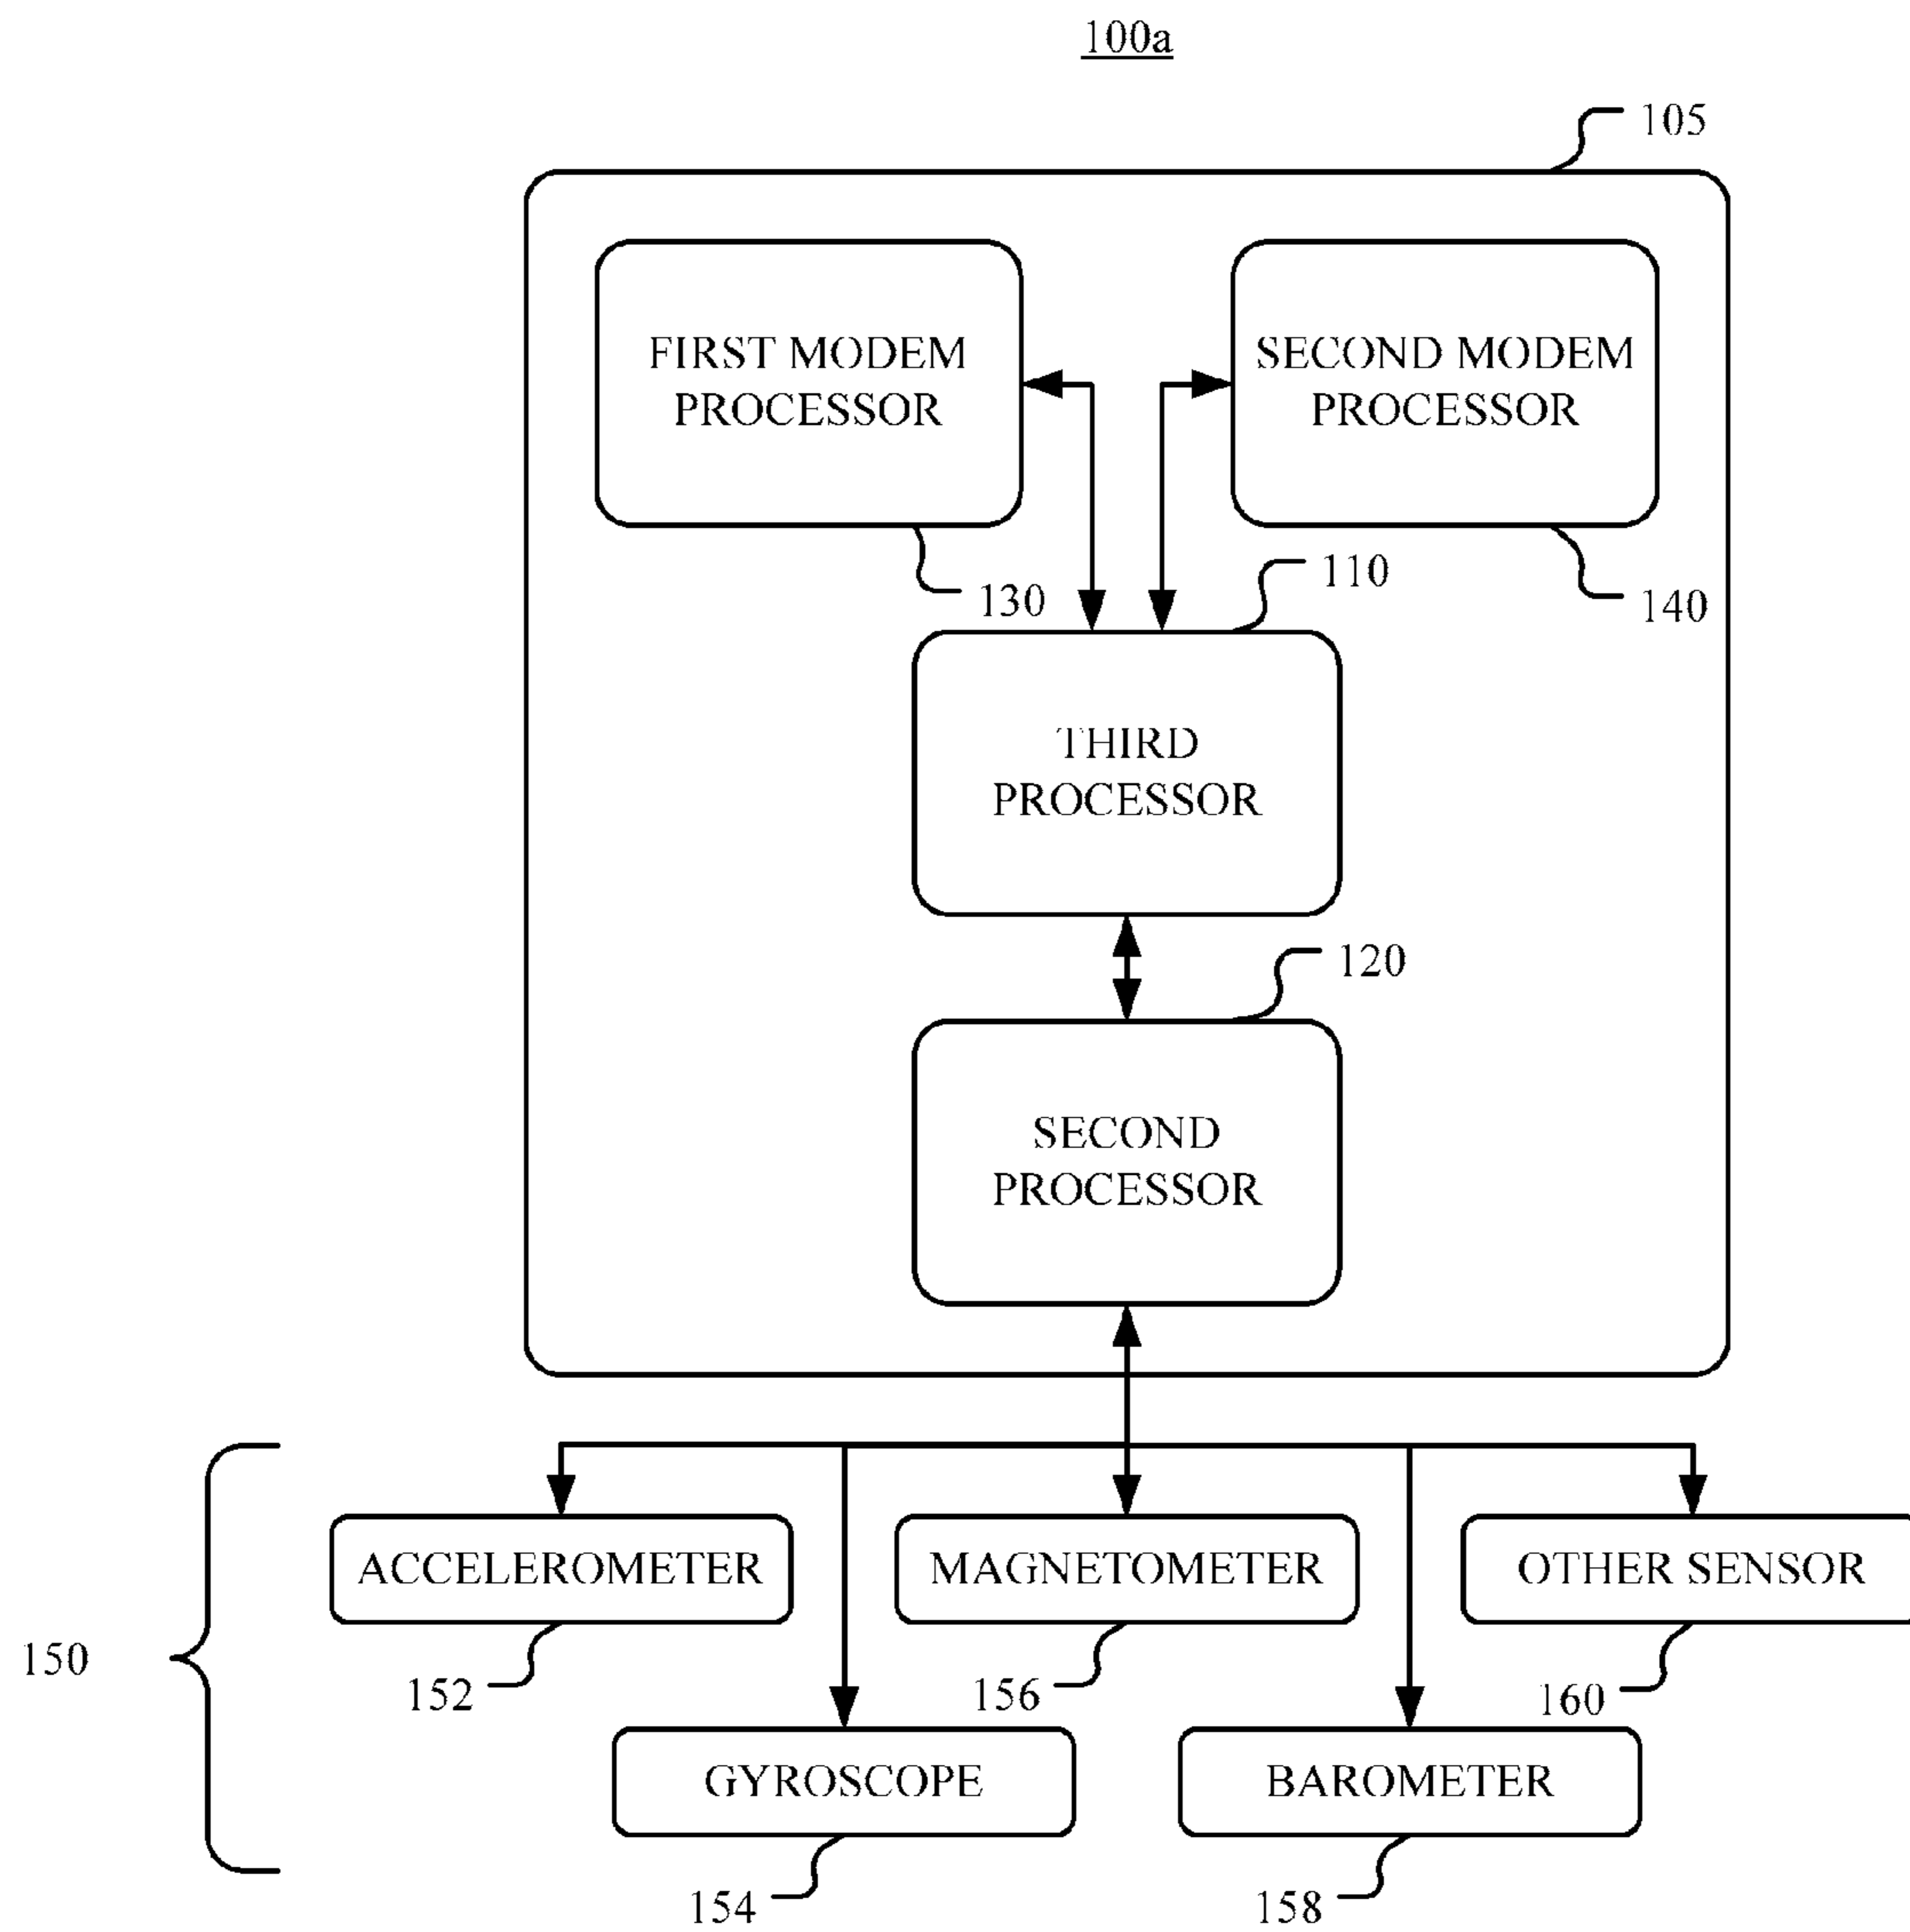 100a
105
FIRST MODEM
PROCESSOR
SECOND MODEM
PROCESSOR
130
110
140
THIRD
PROCESSOR
120
SECOND
PROCESSOR
150
ACCELEROMETER
MAGNETOMETER
OTHER SENSOR
152
156
160
GYROSCOPE
BAROMETER
154
158